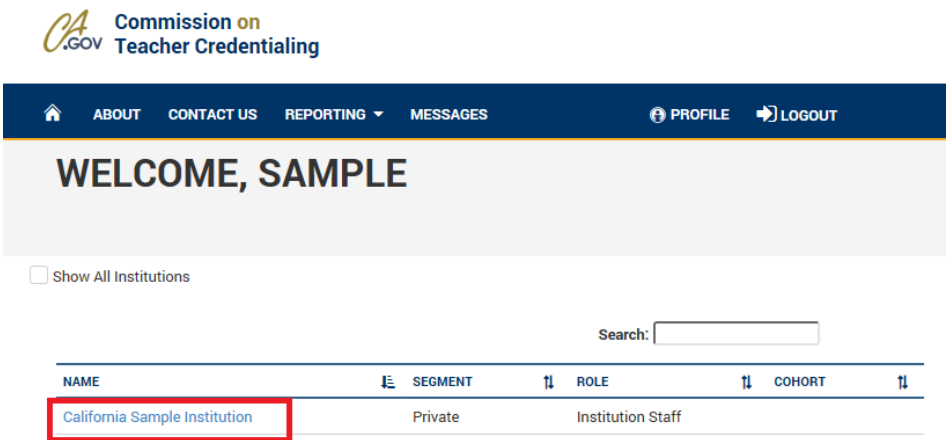 CA.GOV Commission on
Teacher Credentialing
ABOUT CONTACT US REPORTING MESSAGES PROFILE LOGOUT
WELCOME, SAMPLE
Show All Institutions
Search:
NAME SEGMENT ROLE COHORT
California Sample Institution Private Institution Staff